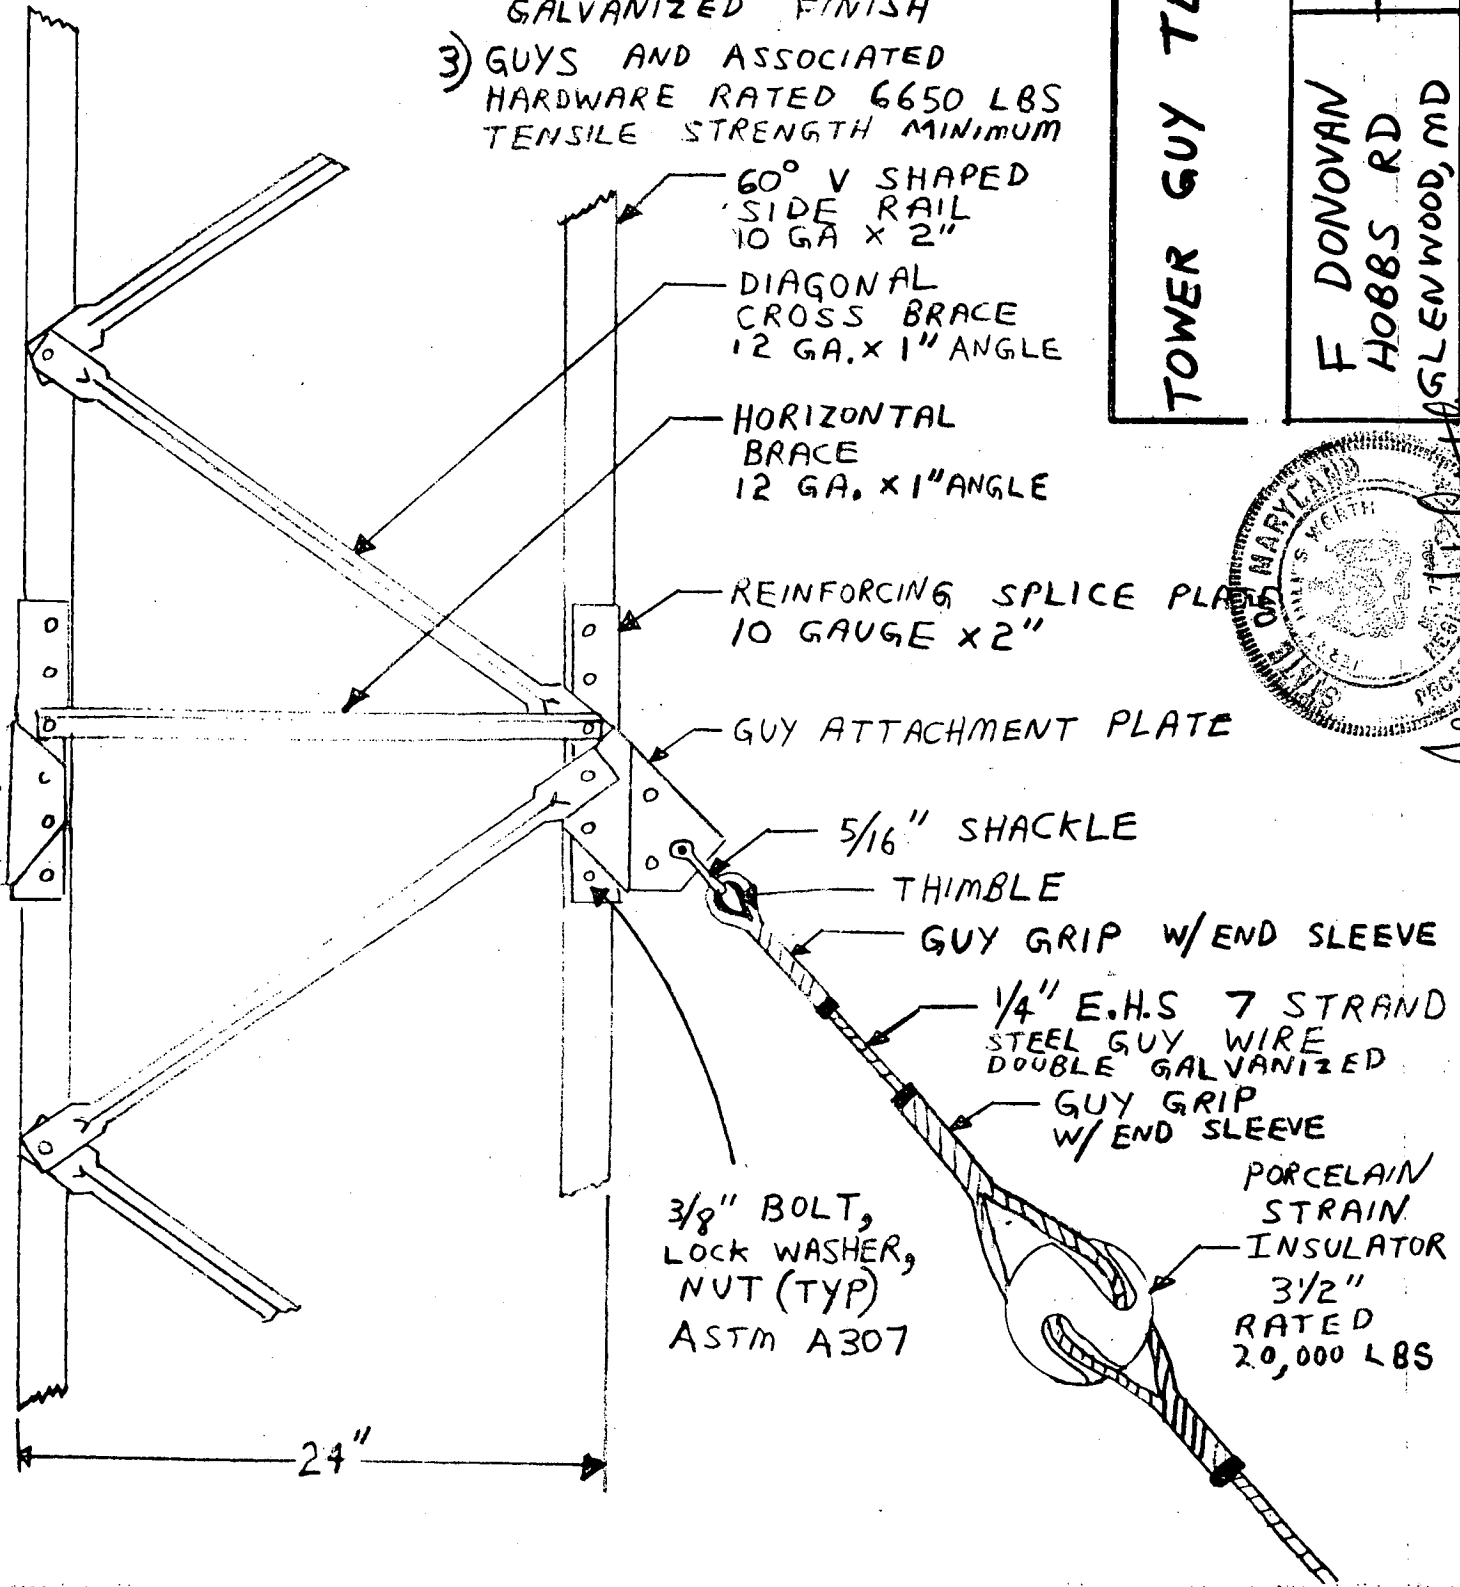 GALVANIZED FINISH
3) GUYS AND ASSOCIATED
HARDWARE RATED 6650 LBS
TENSILE STRENGTH MINIMUM
60° V SHAPED
SIDE RAIL
10 GA X 2"
DIAGONAL
CROSS BRACE
12 GA. X 1" ANGLE
HORIZONTAL
BRACE
12 GA. X 1" ANGLE
REINFORCING SPLICE PLATE
10 GAUGE X 2"
GUY ATTACHMENT PLATE
5/16" SHACKLE
THIMBLE
GUY GRIP W/ END SLEEVE
1/4" E.H.S 7 STRAND
STEEL GUY WIRE
DOUBLE GALVANIZED
GUY GRIP
W/ END SLEEVE
PORCELAIN
STRAIN
INSULATOR
3 1/2"
RATED
20,000 LBS
3/8" BOLT,
LOCK WASHER,
NUT (TYP)
ASTM A307
24"
TOWER GUY
F DONOVAN
HOBBS RD
GLENWOOD, MD
STATE OF MARYLAND